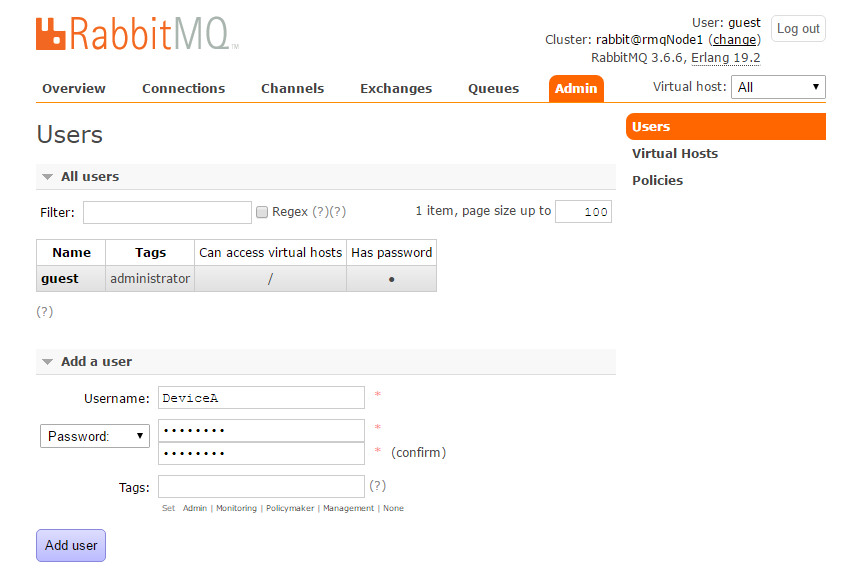 RabbitMQ™
User: guest
Log out
Cluster: rabbit@rmqNode1 (change)
RabbitMQ 3.6.6, Erlang 19.2
Overview Connections Channels Exchanges Queues Admin Virtual host: All
Users
Users
Virtual Hosts
Policies
All users
Filter: Regex (?)(?) 1 item, page size up to 100
Name Tags Can access virtual hosts Has password
guest administrator / •
(?)
Add a user
Username: DeviceA *
Password: •••••••• *
•••••••• * (confirm)
Tags: (?)
Set Admin | Monitoring | Policymaker | Management | None
Add user